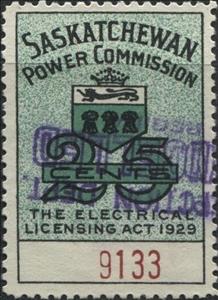 SASKATCHEWAN
POWER COMMISSION
25
CENTS
THE ELECTRICAL
LICENSING ACT 1929
9133